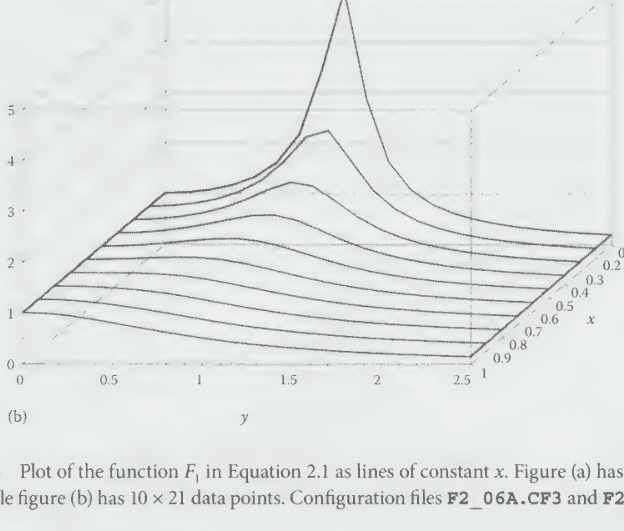 5
4
3
2
1
0
0 0.5 1 1.5 2 2.5
0
0.2
0.3
0.4
0.5
0.6
0.7
0.8
0.9
1
x
(b)
y
Plot of the function F₁ in Equation 2.1 as lines of constant x. Figure (a) has
le figure (b) has 10 × 21 data points. Configuration files F2_06A.CF3 and F2